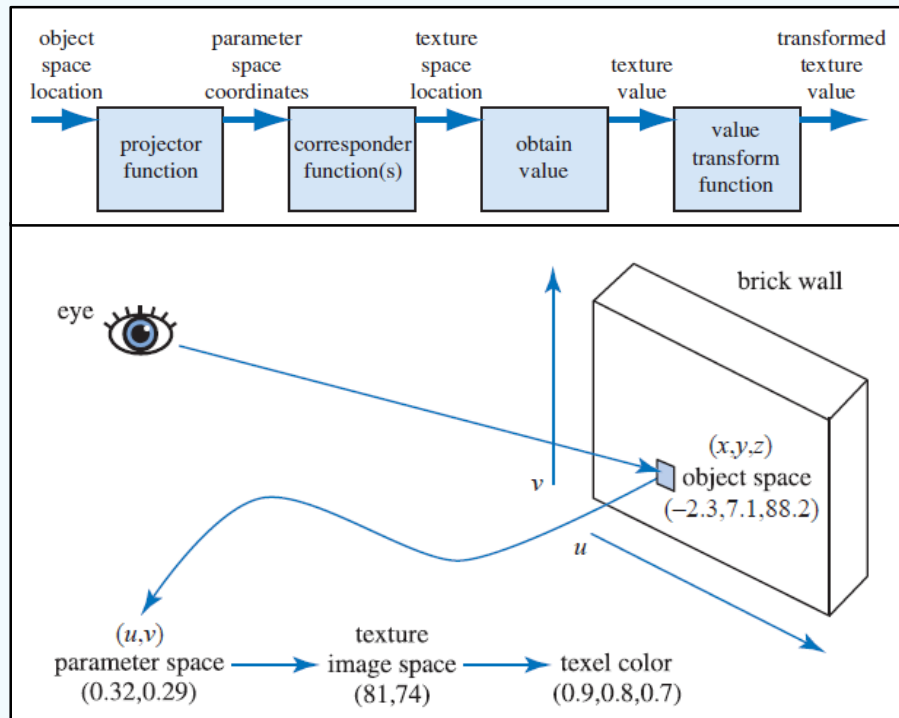 object
space
location
parameter
space
coordinates
texture
space
location
texture
value
transformed
texture
value
projector
function
corresponder
function(s)
obtain
value
value
transform
function
brick wall
eye
(x,y,z)
object space
(–2.3,7.1,88.2)
v
u
(u,v)
parameter space
(0.32,0.29)
texture
image space
(81,74)
texel color
(0.9,0.8,0.7)